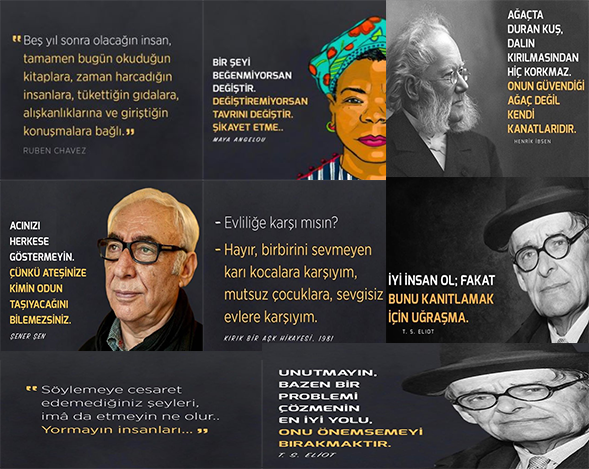 “Beş yıl sonra olacağın insan,
tamamen bugün okuduğun
kitaplara, zaman harcadığın
insanlara, tükettiğin gıdalara,
alışkanlıklarına ve giriştiğin
konuşmalara bağlı.”
RUBEN CHAVEZ
BİR ŞEYİ
BEĞENMİYORSAN
DEĞİŞTİR.
DEĞİŞTİREMİYORSAN
TAVRINI DEĞİŞTİR.
ŞİKAYET ETME..
MAYA ANGELOU
AĞAÇTA
DURAN KUŞ,
DALIN
KIRILMASINDAN
HİÇ KORKMAZ.
ONUN GÜVENDİĞİ
AĞAÇ DEĞİL
KENDİ
KANATLARIDIR.
HENRİK İBSEN
ACINIZI
HERKESE
GÖSTERMEYİN.
ÇÜNKÜ ATEŞİNİZE
KİMİN ODUN
TAŞIYACAĞINI
BİLEMEZSİNİZ.
ŞENER ŞEN
- Evliliğe karşı mısın?
- Hayır, birbirini sevmeyen
karı kocalara karşıyım,
mutsuz çocuklara, sevgisiz
evlere karşıyım.
KIRIK BİR AŞK HİKAYESİ, 1981
İYİ İNSAN OL; FAKAT
BUNU KANITLAMAK
İÇİN UĞRAŞMA.
T. S. ELIOT
“Söylemeye cesaret
edemediğiniz şeyleri,
imâ da etmeyin ne olur..
Yormayın insanları...”
UNUTMAYIN,
BAZEN BİR
PROBLEMİ
ÇÖZMENİN
EN İYİ YOLU,
ONU ÖNEMSEMEYİ
BIRAKMAKTIR.
T. S. ELIOT